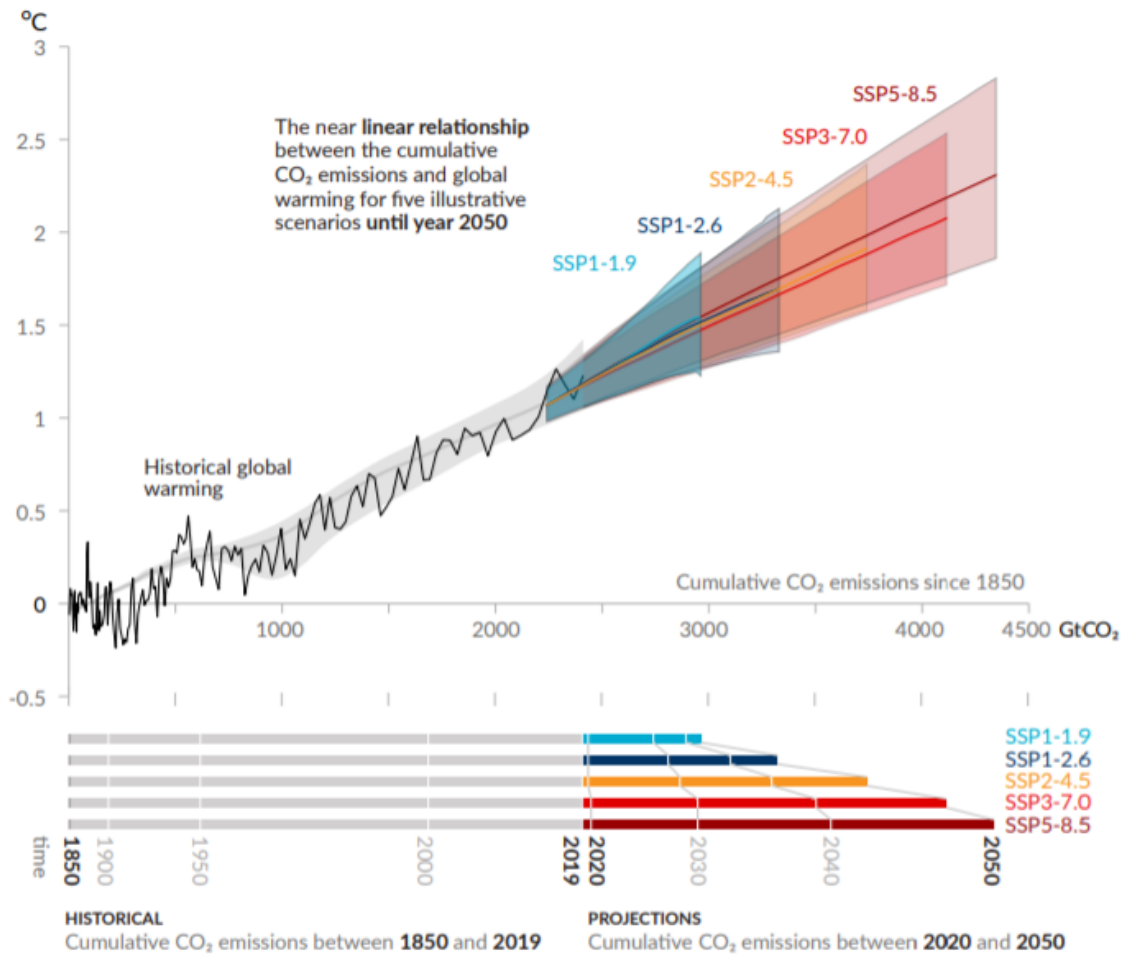 °C
3
2.5
2
1.5
1
0.5
0
-0.5
The near linear relationship
between the cumulative
CO₂ emissions and global
warming for five illustrative
scenarios until year 2050
SSP5-8.5
SSP3-7.0
SSP2-4.5
SSP1-2.6
SSP1-1.9
Historical global
warming
Cumulative CO₂ emissions since 1850
1000 2000 3000 4000 4500 GtCO₂
SSP1-1.9
SSP1-2.6
SSP2-4.5
SSP3-7.0
SSP5-8.5
time 1850 1900 1950 2000 2019 2020 2030 2040 2050
HISTORICAL
Cumulative CO₂ emissions between 1850 and 2019
PROJECTIONS
Cumulative CO₂ emissions between 2020 and 2050